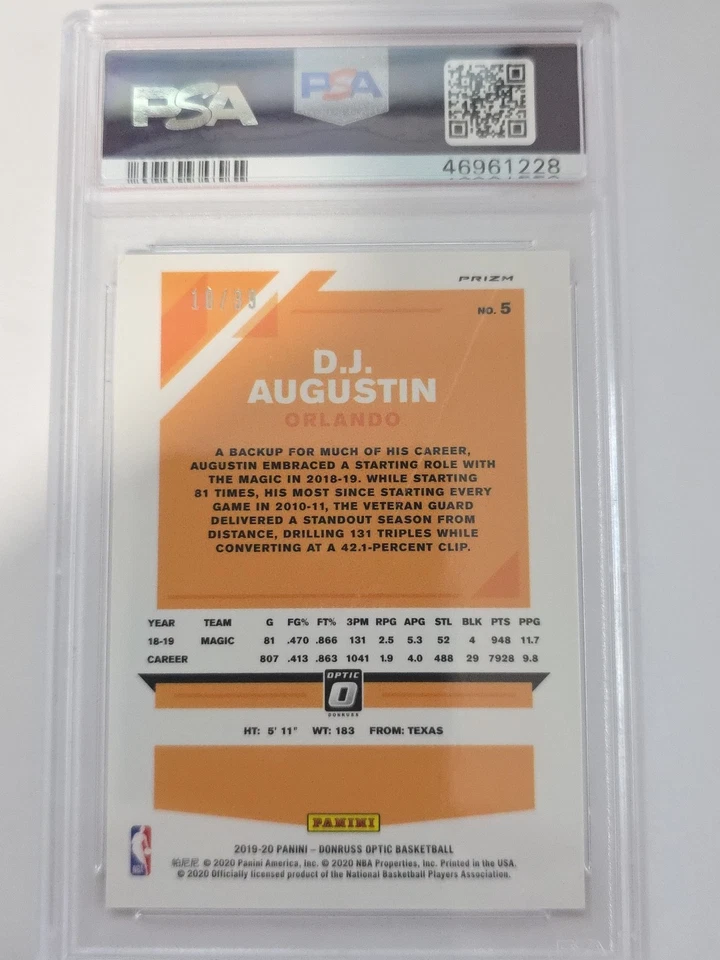 PSA PSA
46961228
PRIZM
NO. 5
D.J.
AUGUSTIN
ORLANDO
A BACKUP FOR MUCH OF HIS CAREER,
AUGUSTIN EMBRACED A STARTING ROLE WITH
THE MAGIC IN 2018-19. WHILE STARTING
81 TIMES, HIS MOST SINCE STARTING EVERY
GAME IN 2010-11, THE VETERAN GUARD
DELIVERED A STANDOUT SEASON FROM
DISTANCE, DRILLING 131 TRIPLES WHILE
CONVERTING AT A 42.1-PERCENT CLIP.
YEAR TEAM G FG% FT% 3PM RPG APG STL BLK PTS PPG
18-19 MAGIC 81 .470 .866 131 2.5 5.3 52 4 948 11.7
CAREER 807 .413 .863 1041 1.9 4.0 488 29 7928 9.8
OPTIC
DONRUSS
HT: 5' 11" WT: 183 FROM: TEXAS
PANINI
2019-20 PANINI – DONRUSS OPTIC BASKETBALL
帕尼尼 © 2020 Panini America, Inc. © 2020 NBA Properties, Inc. Printed in the USA.
© 2020 Officially licensed product of the National Basketball Players Association.